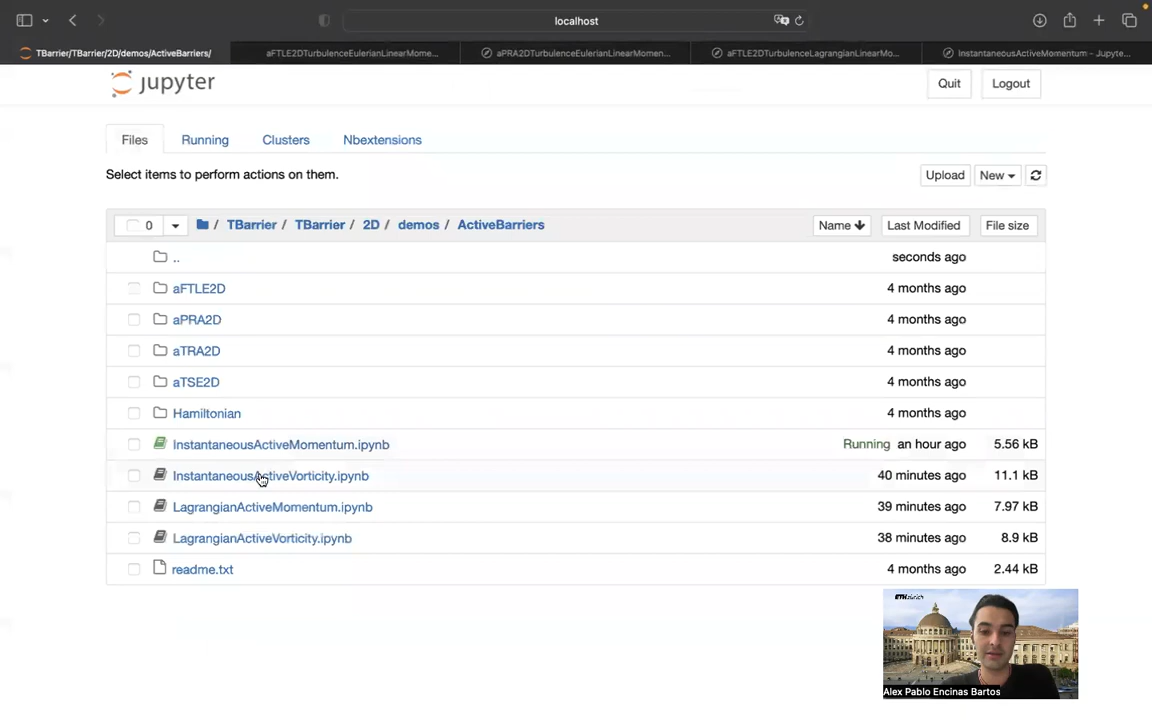 localhost
TBarrier/TBarrier/2D/demos/ActiveBarriers/
aFTLE2DTurbulenceEulerianLinearMome...
aPRA2DTurbulenceEulerianLinearMomen...
aFTLE2DTurbulenceLagrangianLinearMo...
InstantaneousActiveMomentum - Jupyte...
jupyter
Quit
Logout
Files
Running
Clusters
Nbextensions
Select items to perform actions on them.
Upload
New
0
/ TBarrier / TBarrier / 2D / demos / ActiveBarriers
Name
Last Modified
File size
..
seconds ago
aFTLE2D
4 months ago
aPRA2D
4 months ago
aTRA2D
4 months ago
aTSE2D
4 months ago
Hamiltonian
4 months ago
InstantaneousActiveMomentum.ipynb
Running an hour ago
5.56 kB
InstantaneousActiveVorticity.ipynb
40 minutes ago
11.1 kB
LagrangianActiveMomentum.ipynb
39 minutes ago
7.97 kB
LagrangianActiveVorticity.ipynb
38 minutes ago
8.9 kB
readme.txt
4 months ago
2.44 kB
ETHzürich
Alex Pablo Encinas Bartos